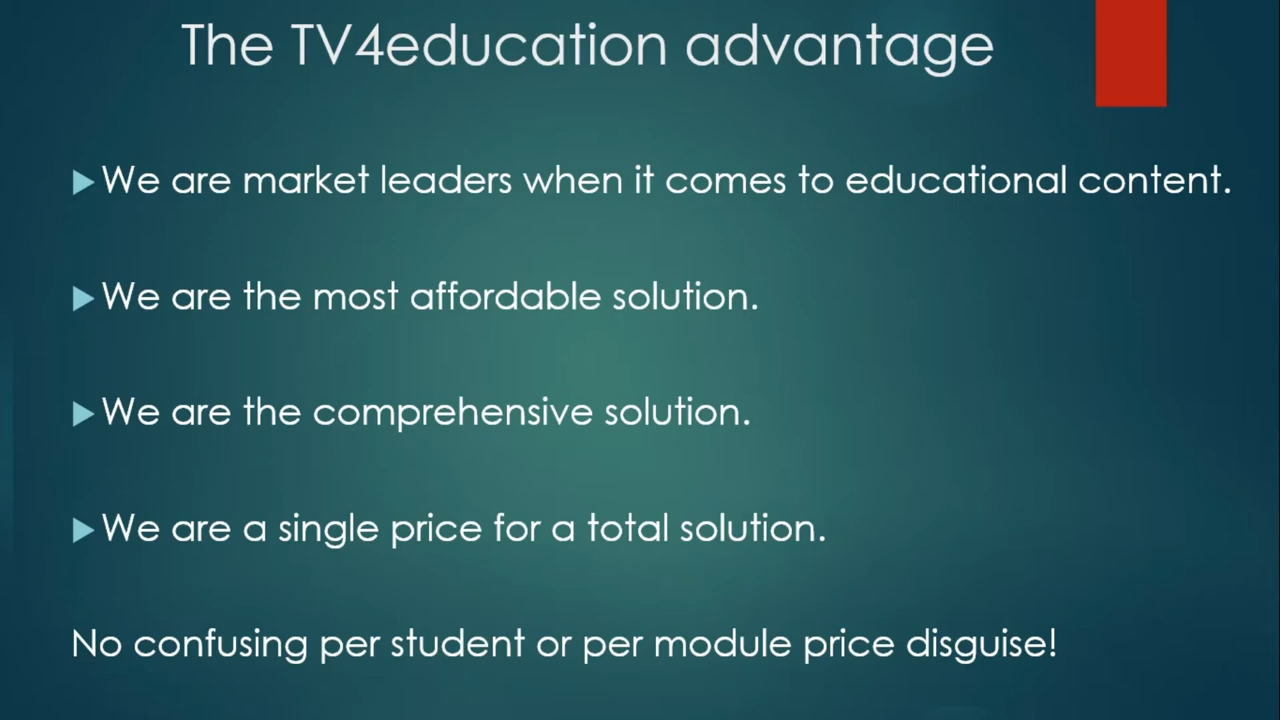 The TV4education advantage
We are market leaders when it comes to educational content.
We are the most affordable solution.
We are the comprehensive solution.
We are a single price for a total solution.
No confusing per student or per module price disguise!